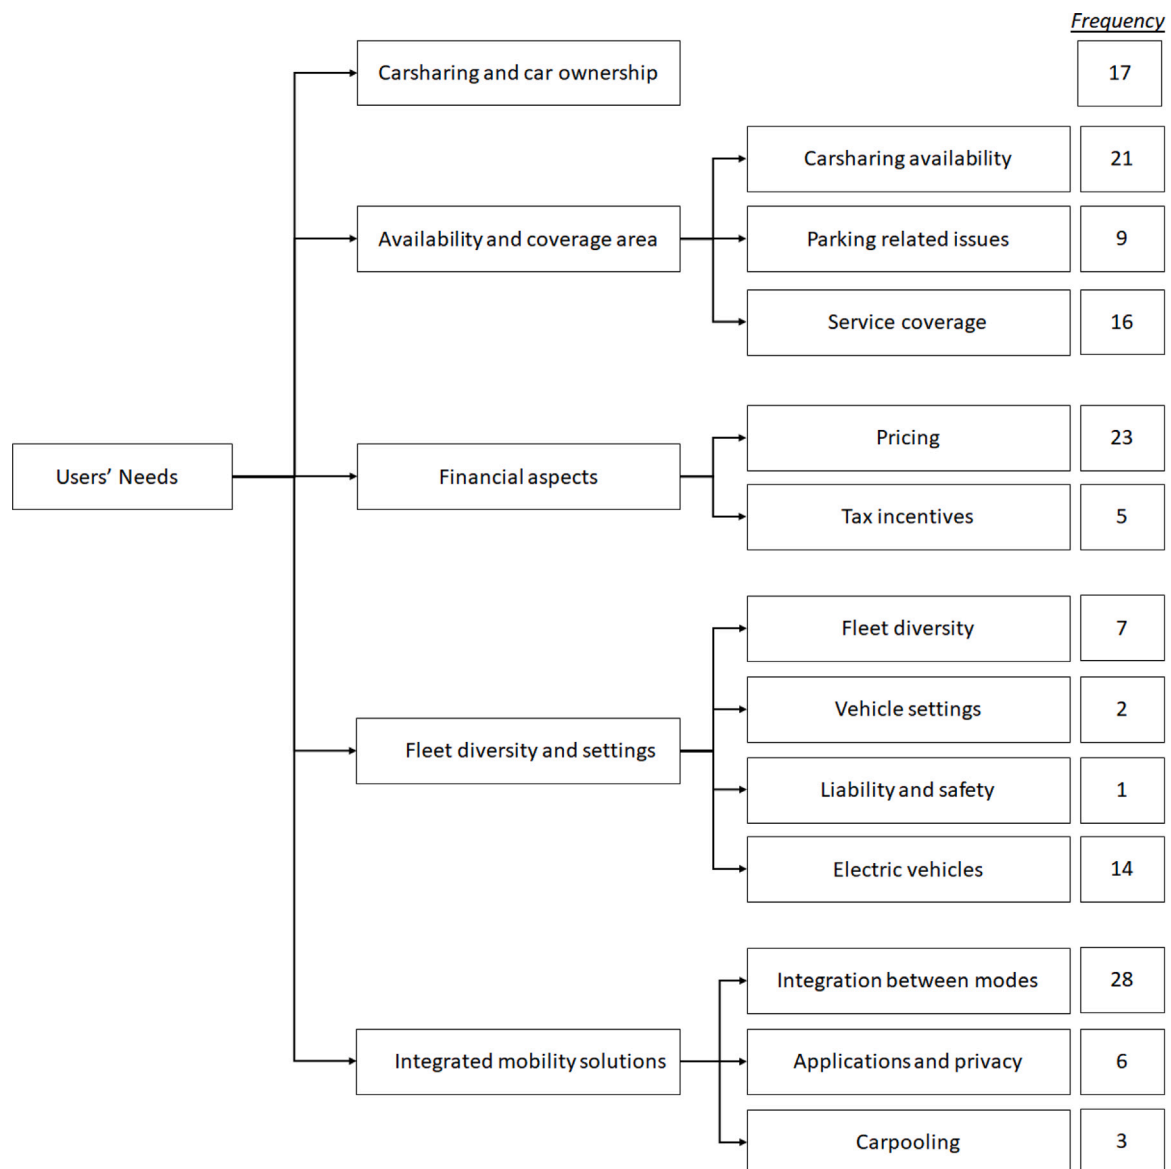 Frequency
Carsharing and car ownership
17
Carsharing availability
21
Availability and coverage area
Parking related issues
9
Service coverage
16
Pricing
23
Users’ Needs
Financial aspects
Tax incentives
5
Fleet diversity
7
Vehicle settings
2
Fleet diversity and settings
Liability and safety
1
Electric vehicles
14
Integration between modes
28
Integrated mobility solutions
Applications and privacy
6
Carpooling
3